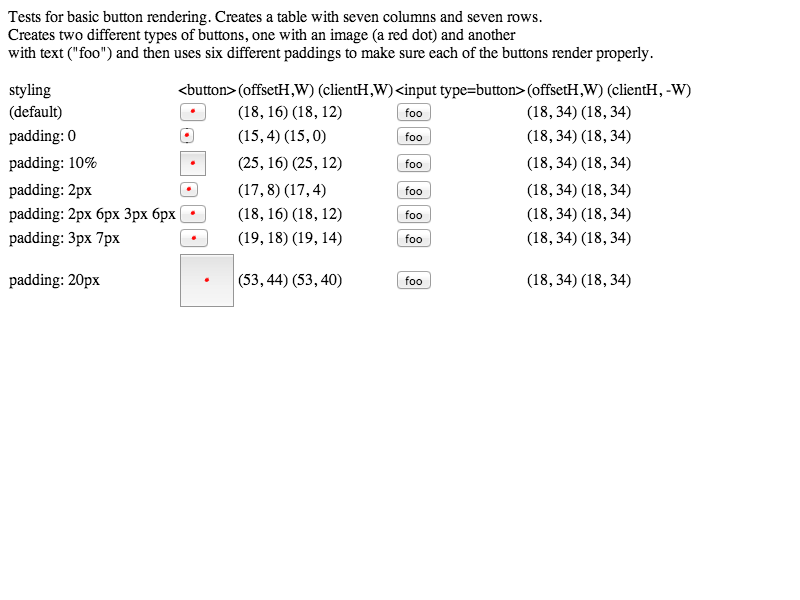 Tests for basic button rendering. Creates a table with seven columns and seven rows.
Creates two different types of buttons, one with an image (a red dot) and another
with text ("foo") and then uses six different paddings to make sure each of the buttons render properly.
styling <button> (offsetH,W) (clientH,W) <input type=button> (offsetH,W) (clientH, -W)
(default) (18, 16) (18, 12) foo (18, 34) (18, 34)
padding: 0 (15, 4) (15, 0) foo (18, 34) (18, 34)
padding: 10% (25, 16) (25, 12) foo (18, 34) (18, 34)
padding: 2px (17, 8) (17, 4) foo (18, 34) (18, 34)
padding: 2px 6px 3px 6px (18, 16) (18, 12) foo (18, 34) (18, 34)
padding: 3px 7px (19, 18) (19, 14) foo (18, 34) (18, 34)
padding: 20px (53, 44) (53, 40) foo (18, 34) (18, 34)